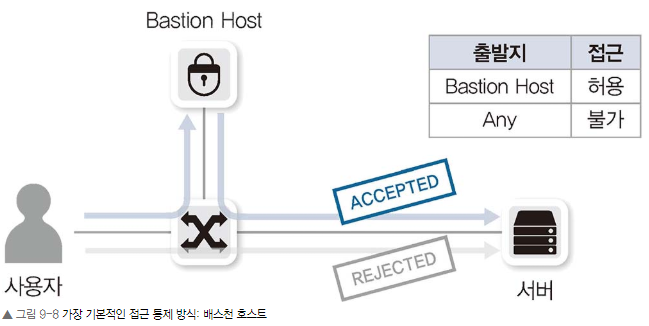 Bastion Host
출발지 접근
Bastion Host 허용
Any 불가
ACCEPTED
REJECTED
사용자
서버
▲ 그림 9-8 가장 기본적인 접근 통제 방식: 배스천 호스트